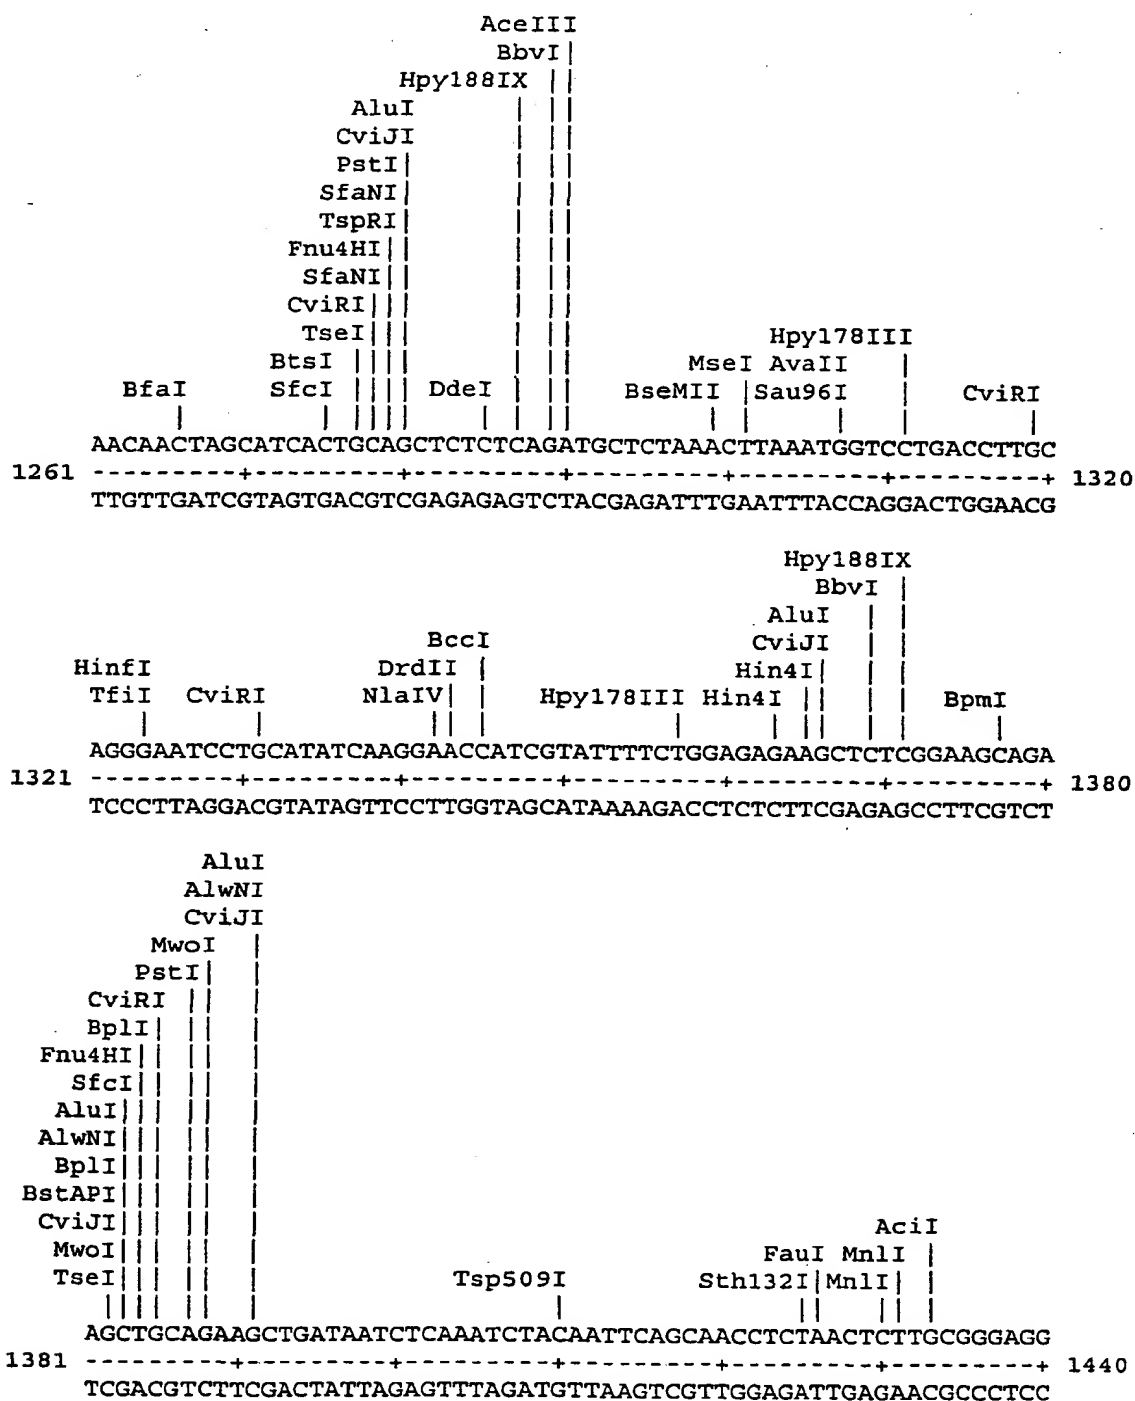 AceIII
BbvI
Hpy188IX
AluI
CviJI
PstI
SfaNI
TspRI
Fnu4HI
SfaNI
CviRI
TseI Hpy178III
BtsI MseI AvaII
BfaI SfcI DdeI BseMII Sau96I CviRI
AACAACTAGCATCACTGCAGCTCTCTCAGATGCTCTAAACTTAAATGGTCCTGACCTTGC
1261 ---------+---------+---------+---------+---------+---------+ 1320
TTGTTGATCGTAGTGACGTCGAGAGAGTCTACGAGATTTGAATTTACCAGGACTGGAACG
Hpy188IX
BbvI
AluI
BccI CviJI
HinfI DrdII Hin4I
TfiI CviRI NlaIV Hpy178III Hin4I BpmI
AGGGAATCCTGCATATCAAGGAACCATCGTATTTTCTGGAGAGAAGCTCTCGGAAGCAGA
1321 ---------+---------+---------+---------+---------+---------+ 1380
TCCCTTAGGACGTATAGTTCCTTGGTAGCATAAAAGACCTCTCTTCGAGAGCCTTCGTCT
AluI
AlwNI
CviJI
MwoI
PstI
CviRI
BplI
Fnu4HI
SfcI
AluI
AlwNI
BplI
BstAPI
CviJI AciI
MwoI FauI MnlI
TseI Tsp509I Sth132I MnlI
AGCTGCAGAAGCTGATAATCTCAAATCTACAATTCAGCAACCTCTAACTCTTGCGGGAGG
1381 ---------+---------+---------+---------+---------+---------+ 1440
TCGACGTCTTCGACTATTAGAGTTTAGATGTTAAGTCGTTGGAGATTGAGAACGCCCTCC